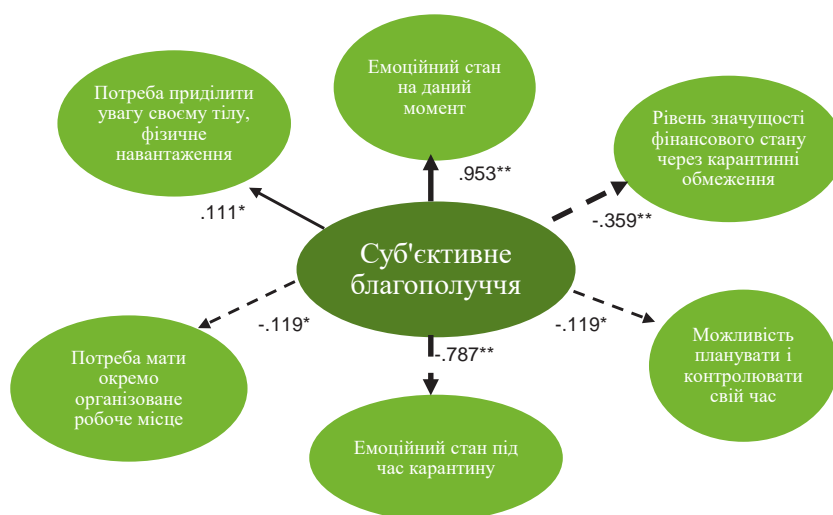 Емоційний стан
на даний
момент
Потреба приділити
увагу своєму тілу,
фізичне
навантаження
Рівень значущості
фінансового стану
через карантинні
обмеження
.953**
.111*
-.359**
Суб'єктивне
благополуччя
-.119*
-.119*
-.787**
Потреба мати
окремо
організоване
робоче місце
Можливість
планувати і
контролювати
свій час
Емоційний стан під
час карантину